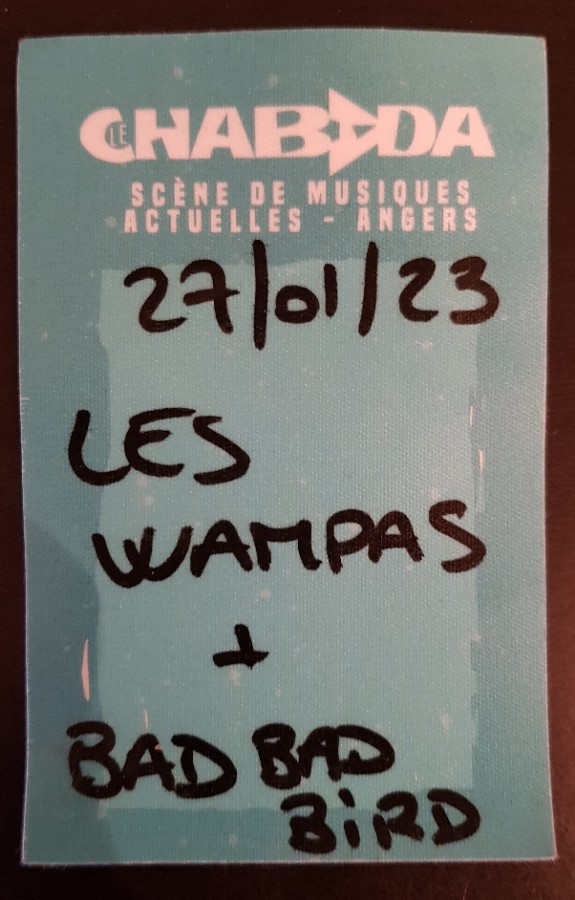 LE CHABADA
SCÈNE DE MUSIQUES
ACTUELLES - ANGERS
27/01/23
LES
WAMPAS
+
BAD BAD
BIRD